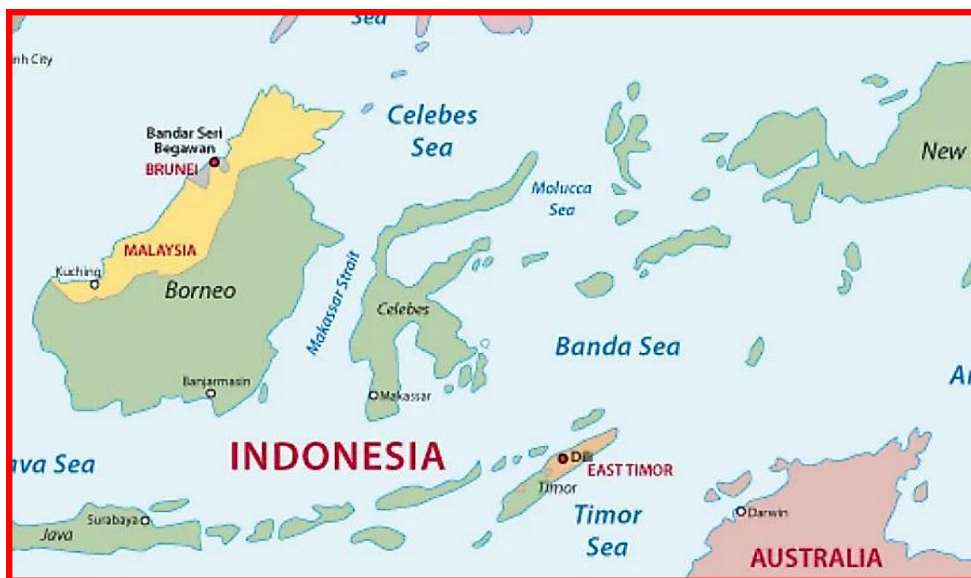 Sea
nh City
Celebes
Sea
Bandar Seri
Begawan
BRUNEI
New
Molucca
Sea
MALAYSIA
Kuching
Borneo
Makassar Strait
Celebes
Banda Sea
Ar
Banjarmasin
Makassar
INDONESIA
ava Sea
Dili
EAST TIMOR
Timor
Surabaya
Java
Timor
Sea
Darwin
AUSTRALIA